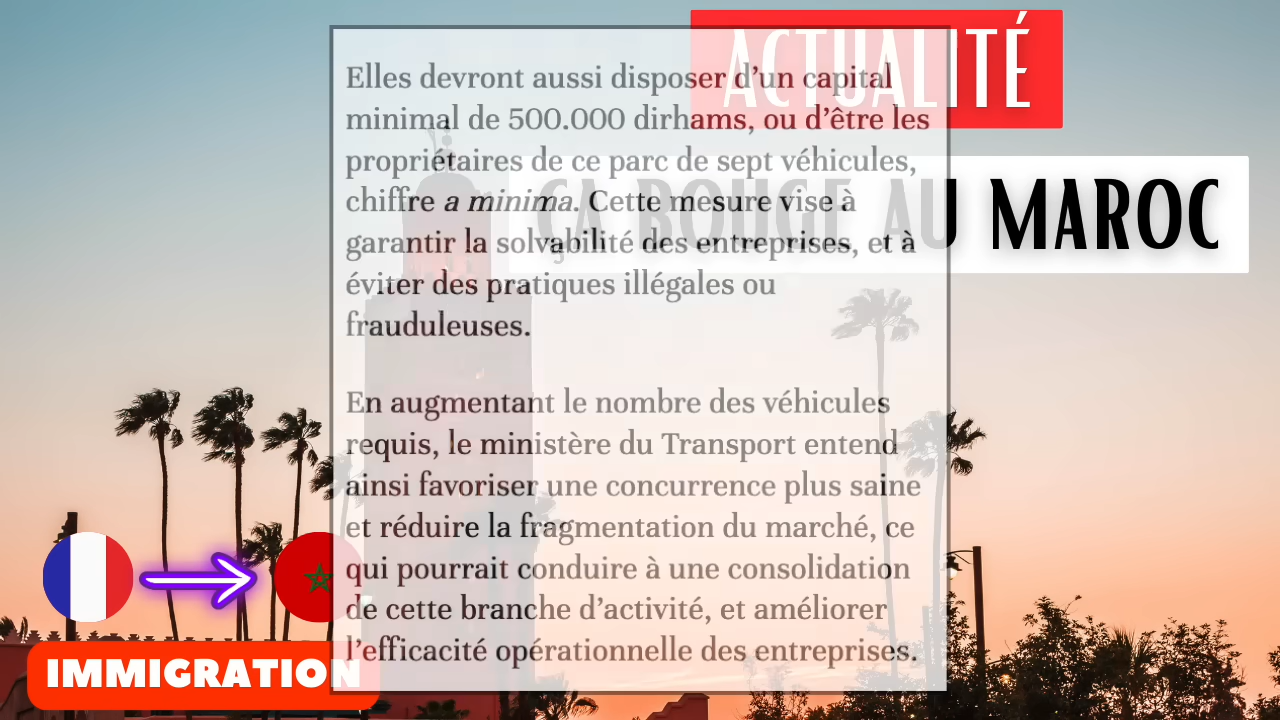 ACTUALITÉ
ÇA BOUGE AU MAROC
Elles devront aussi disposer d’un capital
minimal de 500.000 dirhams, ou d’être les
propriétaires de ce parc de sept véhicules,
chiffre a minima. Cette mesure vise à
garantir la solvabilité des entreprises, et à
éviter des pratiques illégales ou
frauduleuses.
En augmentant le nombre des véhicules
requis, le ministère du Transport entend
ainsi favoriser une concurrence plus saine
et réduire la fragmentation du marché, ce
qui pourrait conduire à une consolidation
de cette branche d’activité, et améliorer
l’efficacité opérationnelle des entreprises.
IMMIGRATION